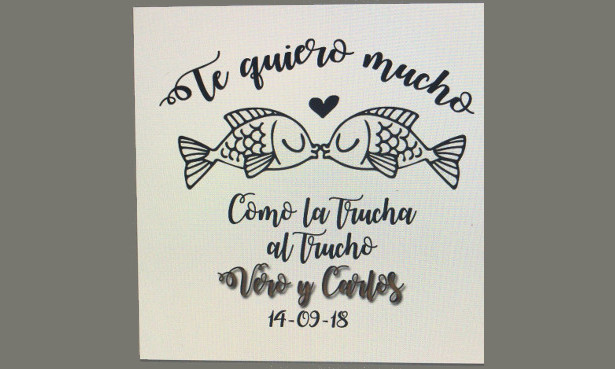 Te quiero mucho
Como la Trucha
al Trucho
Vero y Carlos
14-09-18